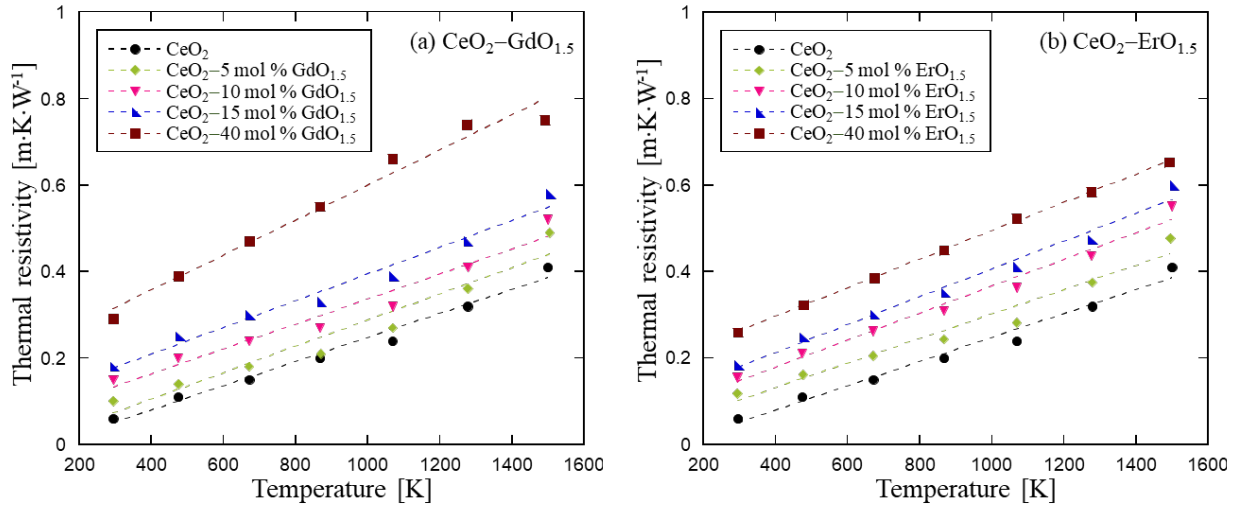 (a) CeO₂−GdO₁.₅
CeO₂
CeO₂−5 mol % GdO₁.₅
CeO₂−10 mol % GdO₁.₅
CeO₂−15 mol % GdO₁.₅
CeO₂−40 mol % GdO₁.₅
Thermal resistivity [m·K·W⁻¹]
1
0.8
0.6
0.4
0.2
0
200 400 600 800 1000 1200 1400 1600
Temperature [K]
(b) CeO₂−ErO₁.₅
CeO₂
CeO₂−5 mol % ErO₁.₅
CeO₂−10 mol % ErO₁.₅
CeO₂−15 mol % ErO₁.₅
CeO₂−40 mol % ErO₁.₅
Thermal resistivity [m·K·W⁻¹]
1
0.8
0.6
0.4
0.2
0
200 400 600 800 1000 1200 1400 1600
Temperature [K]